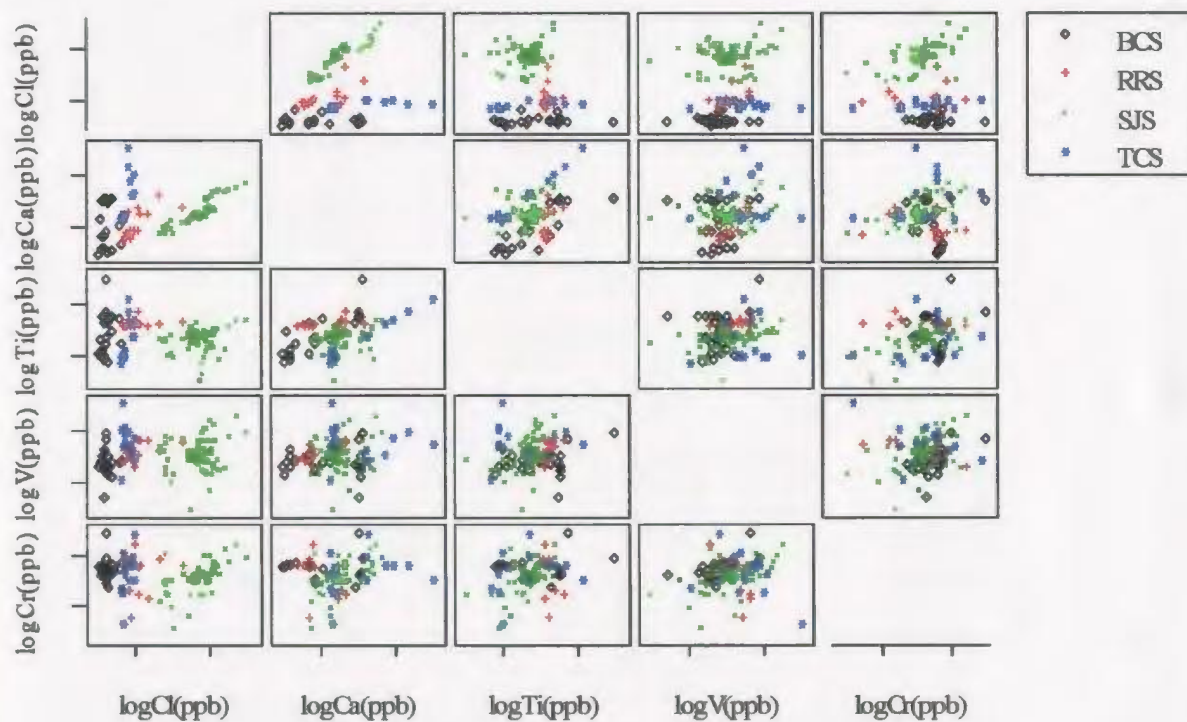 logCl(ppb)
logCa(ppb)
logTi(ppb)
logV(ppb)
logCr(ppb)
BCS
RRS
SJS
TCS
logCl(ppb)
logCa(ppb)
logTi(ppb)
logV(ppb)
logCr(ppb)